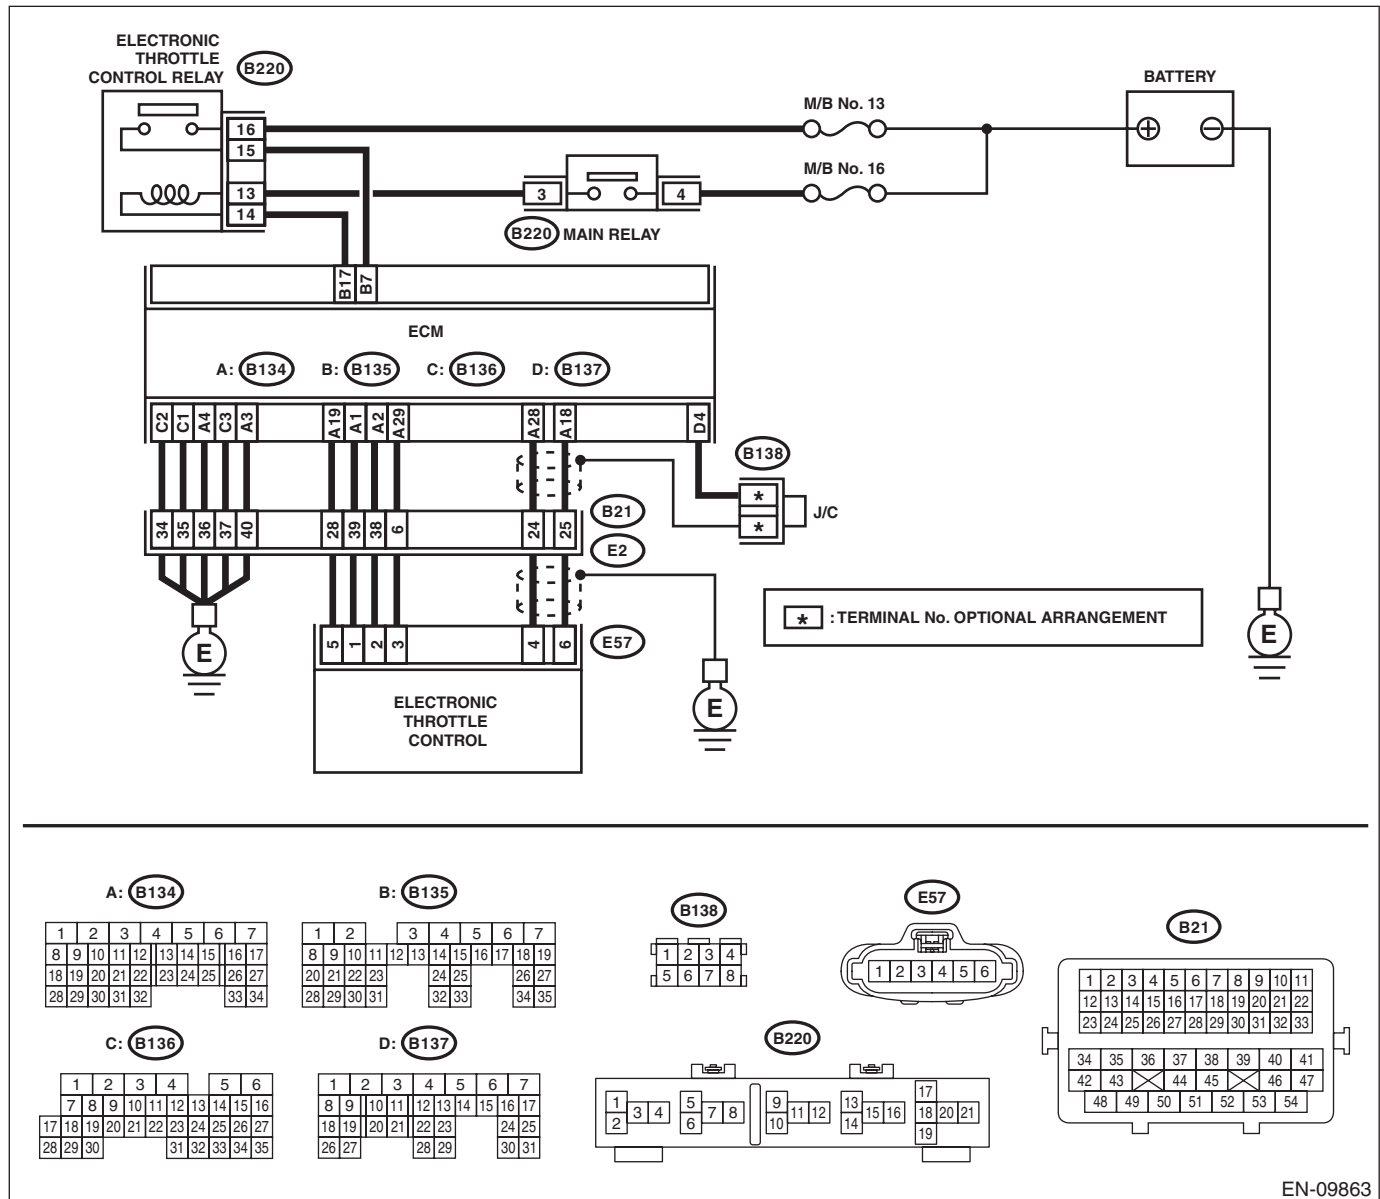 ELECTRONIC
THROTTLE
CONTROL RELAY
B220
16
15
13
14
M/B No. 13
M/B No. 16
BATTERY
3
4
B220 MAIN RELAY
B17
B7
ECM
A: B134 B: B135 C: B136 D: B137
C2 C1 A4 C3 A3 A19 A1 A2 A29 A28 A18 D4
B138
*
*
J/C
34 35 36 37 40 28 39 38 6 24 25
B21
E2
5 1 2 3 4 6
E57
E
E
E
* : TERMINAL No. OPTIONAL ARRANGEMENT
ELECTRONIC
THROTTLE
CONTROL
A: B134
1 2 3 4 5 6 7
8 9 10 11 12 13 14 15 16 17
18 19 20 21 22 23 24 25 26 27
28 29 30 31 32 33 34
B: B135
1 2 3 4 5 6 7
8 9 10 11 12 13 14 15 16 17 18 19
20 21 22 23 24 25 26 27
28 29 30 31 32 33 34 35
B138
1 2 3 4
5 6 7 8
E57
1 2 3 4 5 6
B21
1 2 3 4 5 6 7 8 9 10 11
12 13 14 15 16 17 18 19 20 21 22
23 24 25 26 27 28 29 30 31 32 33
34 35 36 37 38 39 40 41
42 43 44 45 46 47
48 49 50 51 52 53 54
C: B136
1 2 3 4 5 6
7 8 9 10 11 12 13 14 15 16
17 18 19 20 21 22 23 24 25 26 27
28 29 30 31 32 33 34 35
D: B137
1 2 3 4 5 6 7
8 9 10 11 12 13 14 15 16 17
18 19 20 21 22 23 24 25
26 27 28 29 30 31
B220
1 2 3 4
5 6 7 8
9 10 11 12
13 14 15 16
17 18 19 20 21
EN-09863